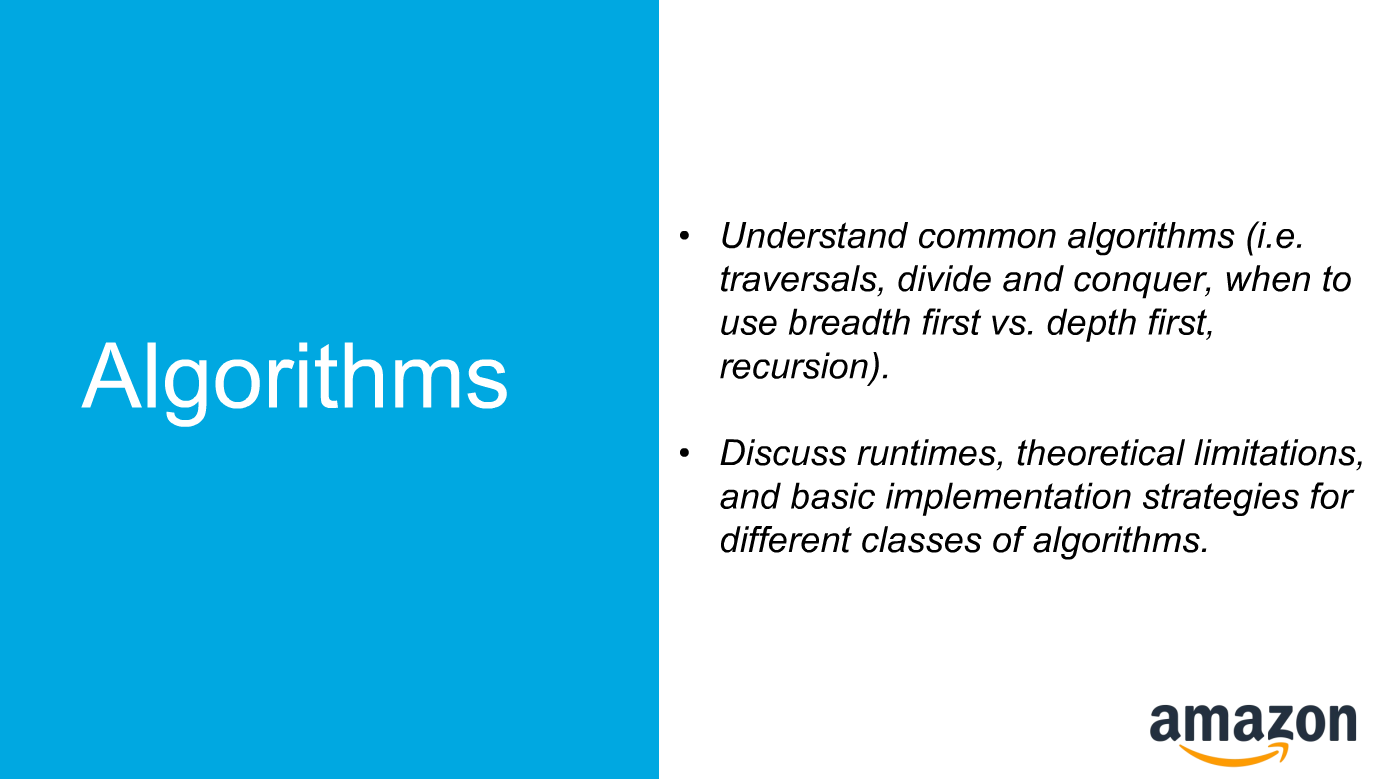 Algorithms
• Understand common algorithms (i.e.
traversals, divide and conquer, when to
use breadth first vs. depth first,
recursion).
• Discuss runtimes, theoretical limitations,
and basic implementation strategies for
different classes of algorithms.
amazon